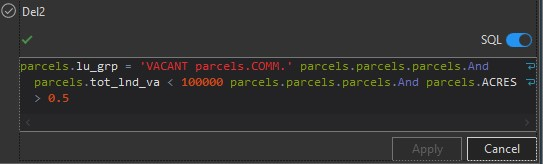 Del2
SQL
parcels.lu_grp = 'VACANT parcels.COMM.' parcels.parcels.parcels.And
parcels.tot_lnd_va < 100000 parcels.parcels.parcels.And parcels.ACRES
> 0.5
Apply
Cancel